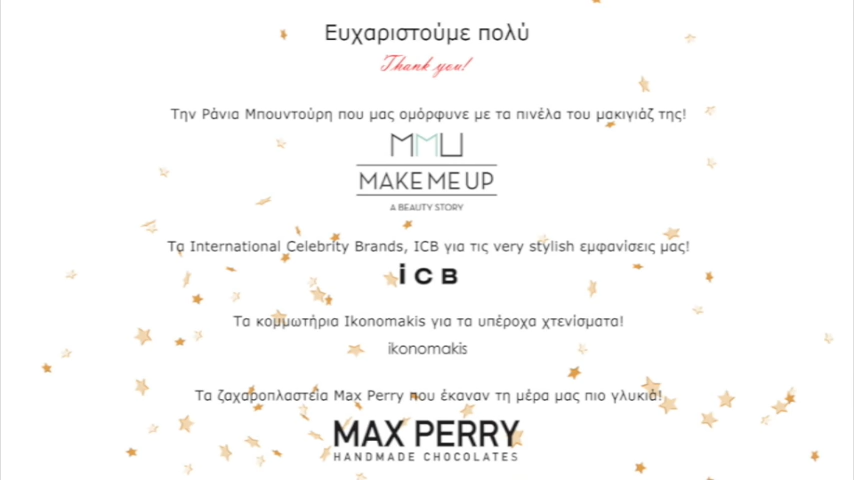 Ευχαριστούμε πολύ
Thank you!
Την Ράνια Μπουντούρη που μας ομόρφυνε με τα πινέλα του μακιγιάζ της!
MMU
MAKE ME UP
A BEAUTY STORY
Τα International Celebrity Brands, ICB για τις very stylish εμφανίσεις μας!
iCB
Τα κομμωτήρια Ikonomakis για τα υπέροχα χτενίσματα!
ikonomakis
Τα ζαχαροπλαστεία Max Perry που έκαναν τη μέρα μας πιο γλυκιά!
MAX PERRY
HANDMADE CHOCOLATES